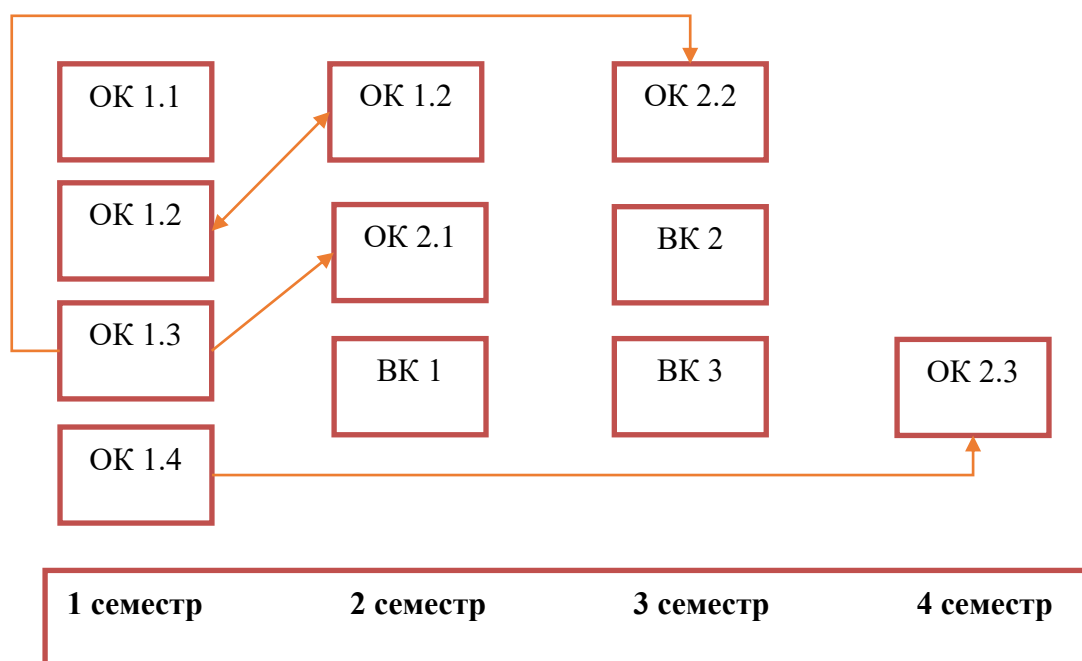 ОК 1.1
ОК 1.2
ОК 2.2
ОК 1.2
ОК 2.1
ВК 2
ОК 1.3
ВК 1
ВК 3
ОК 2.3
ОК 1.4
1 семестр
2 семестр
3 семестр
4 семестр